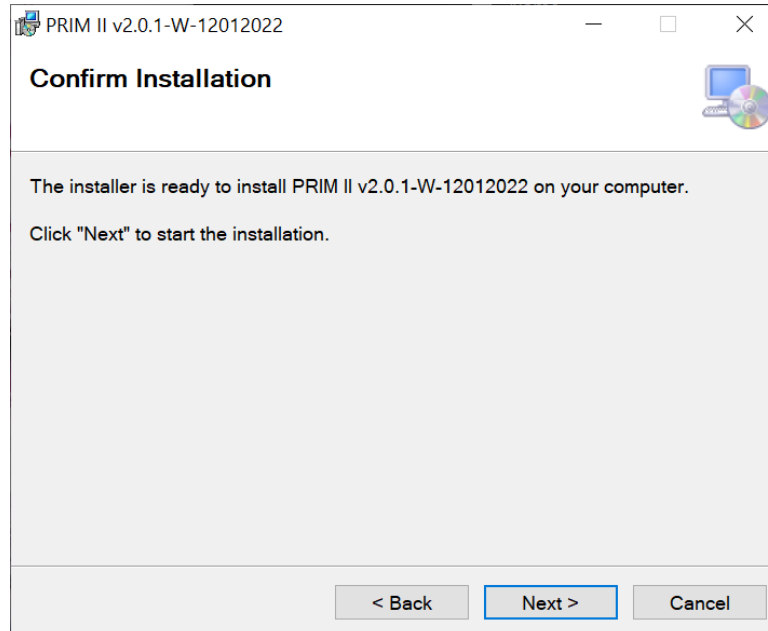 PRIM II v2.0.1-W-12012022
Confirm Installation
The installer is ready to install PRIM II v2.0.1-W-12012022 on your computer.
Click "Next" to start the installation.
< Back
Next >
Cancel